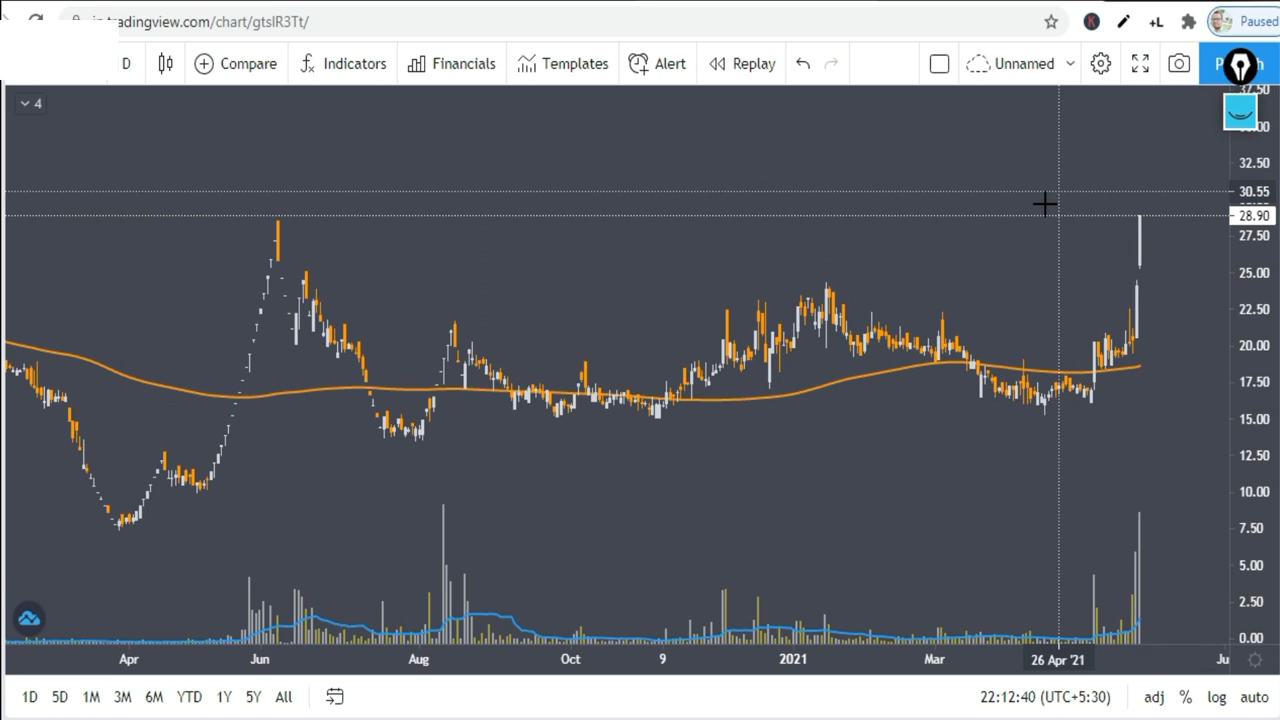 in.tradingview.com/chart/gtsIR3Tt/
+L
Paused
D
Compare
Indicators
Financials
Templates
Alert
Replay
Unnamed
4
37.50
32.50
30.55
28.90
27.50
25.00
22.50
20.00
17.50
15.00
12.50
10.00
7.50
5.00
2.50
0.00
Apr
Jun
Aug
Oct
9
2021
Mar
26 Apr '21
Ju
1D
5D
1M
3M
6M
YTD
1Y
5Y
All
22:12:40 (UTC+5:30)
adj
%
log
auto